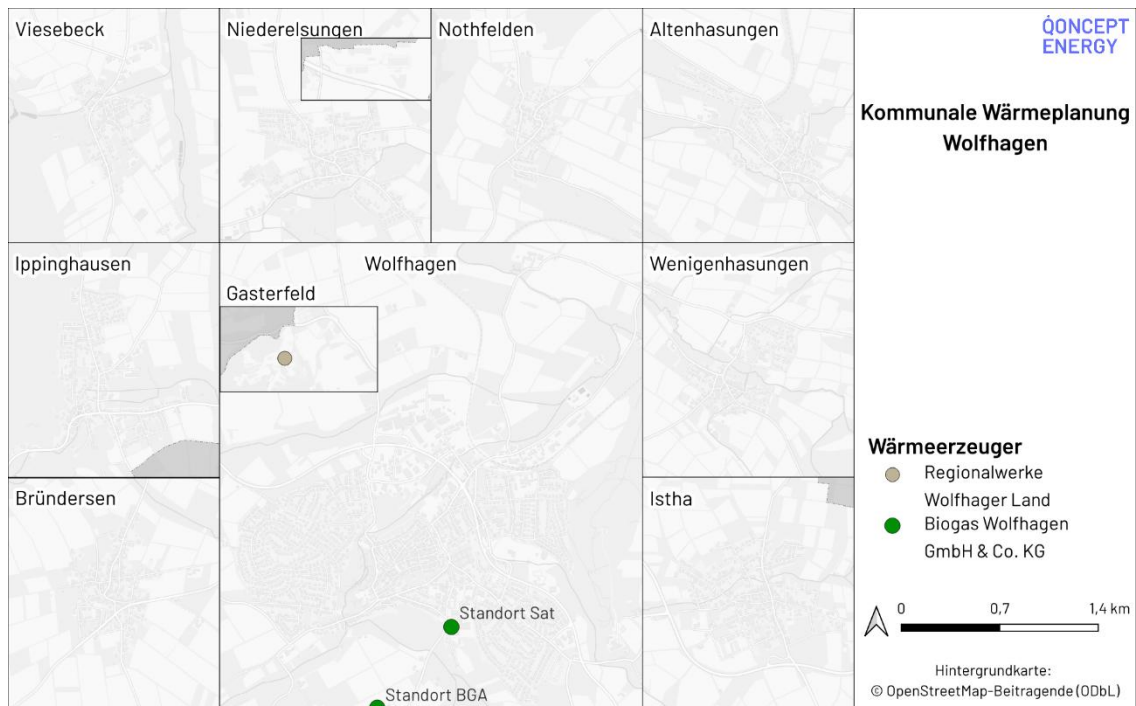 Viesebeck
Niederelsungen
Nothfelden
Altenhasungen
Ippinghausen
Wolfhagen
Gasterfeld
Wenigenhasungen
Bründersen
Istha
Standort Sat
Standort BGA
QONCEPT
ENERGY
Kommunale Wärmeplanung
Wolfhagen
Wärmeerzeuger
Regionalwerke
Wolfhager Land
Biogas Wolfhagen
GmbH & Co. KG
0 0,7 1,4 km
Hintergrundkarte:
© OpenStreetMap-Beitragende (ODbL)